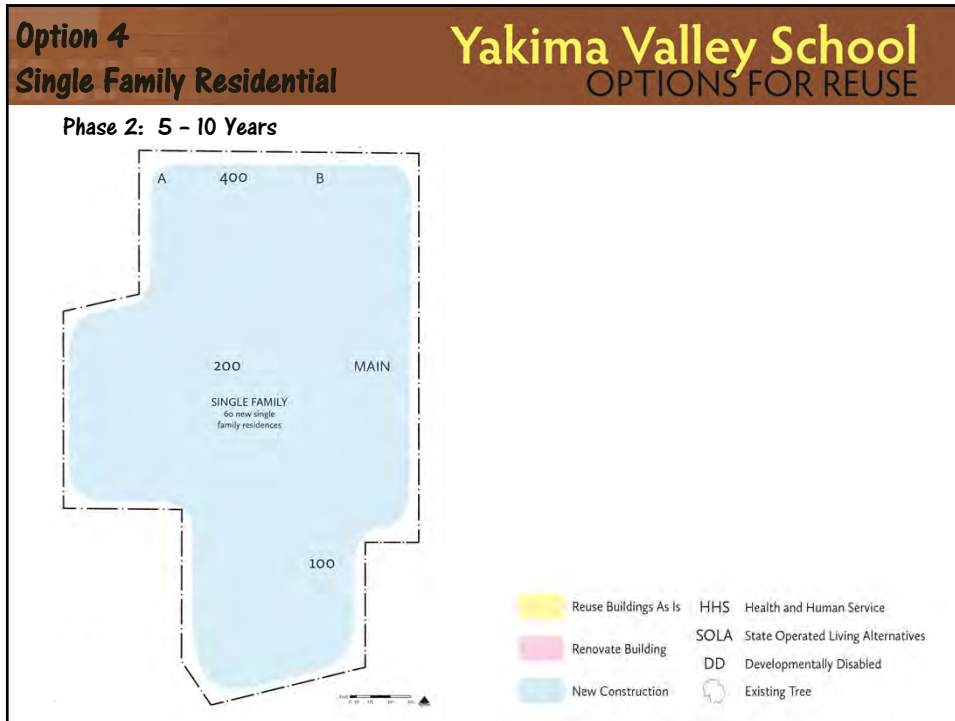 Option 4
Single Family Residential
Yakima Valley School
OPTIONS FOR REUSE
Phase 2: 5 - 10 Years
A 400 B
200 MAIN
SINGLE FAMILY
60 new single
family residences
100
Reuse Buildings As Is
Renovate Building
New Construction
HHS Health and Human Service
SOLA State Operated Living Alternatives
DD Developmentally Disabled
Existing Tree